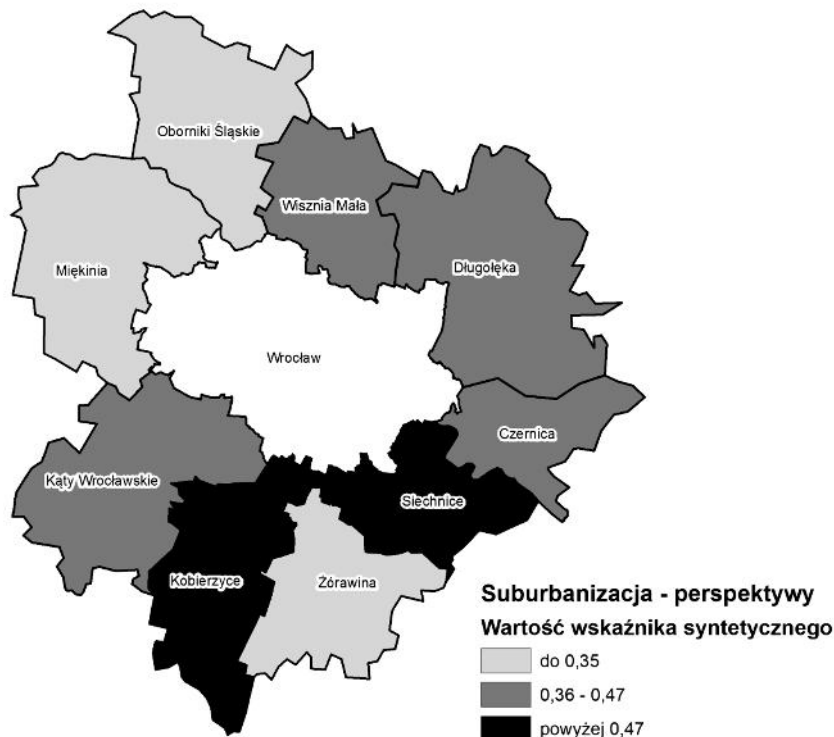 Oborniki Śląskie
Wisznia Mała
Długołęka
Miękinia
Wrocław
Czernica
Kąty Wrocławskie
Siechnice
Kobierzyce
Żórawina
Suburbanizacja - perspektywy
Wartość wskaźnika syntetycznego
do 0,35
0,36 - 0,47
powyżej 0,47